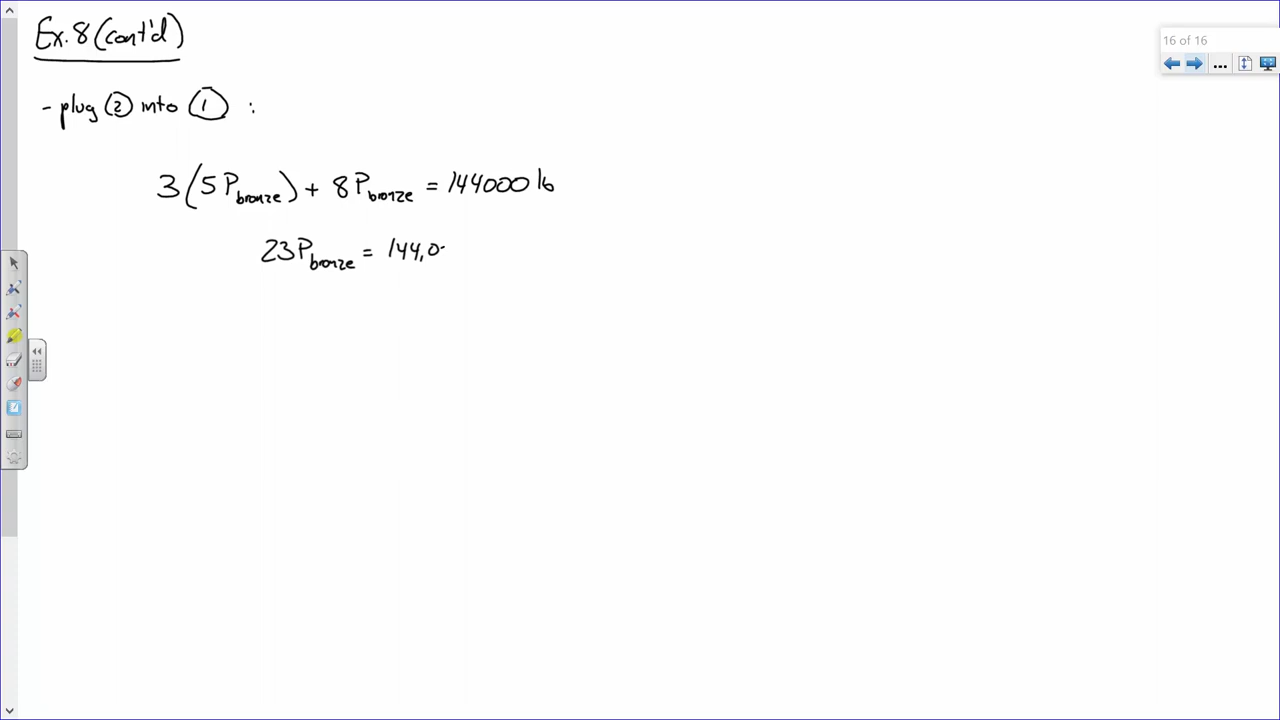 Ex. 8 (cont'd)
16 of 16
- plug ② into ① :
3(5P_bronze) + 8P_bronze = 144000 lb
23P_bronze = 144,0